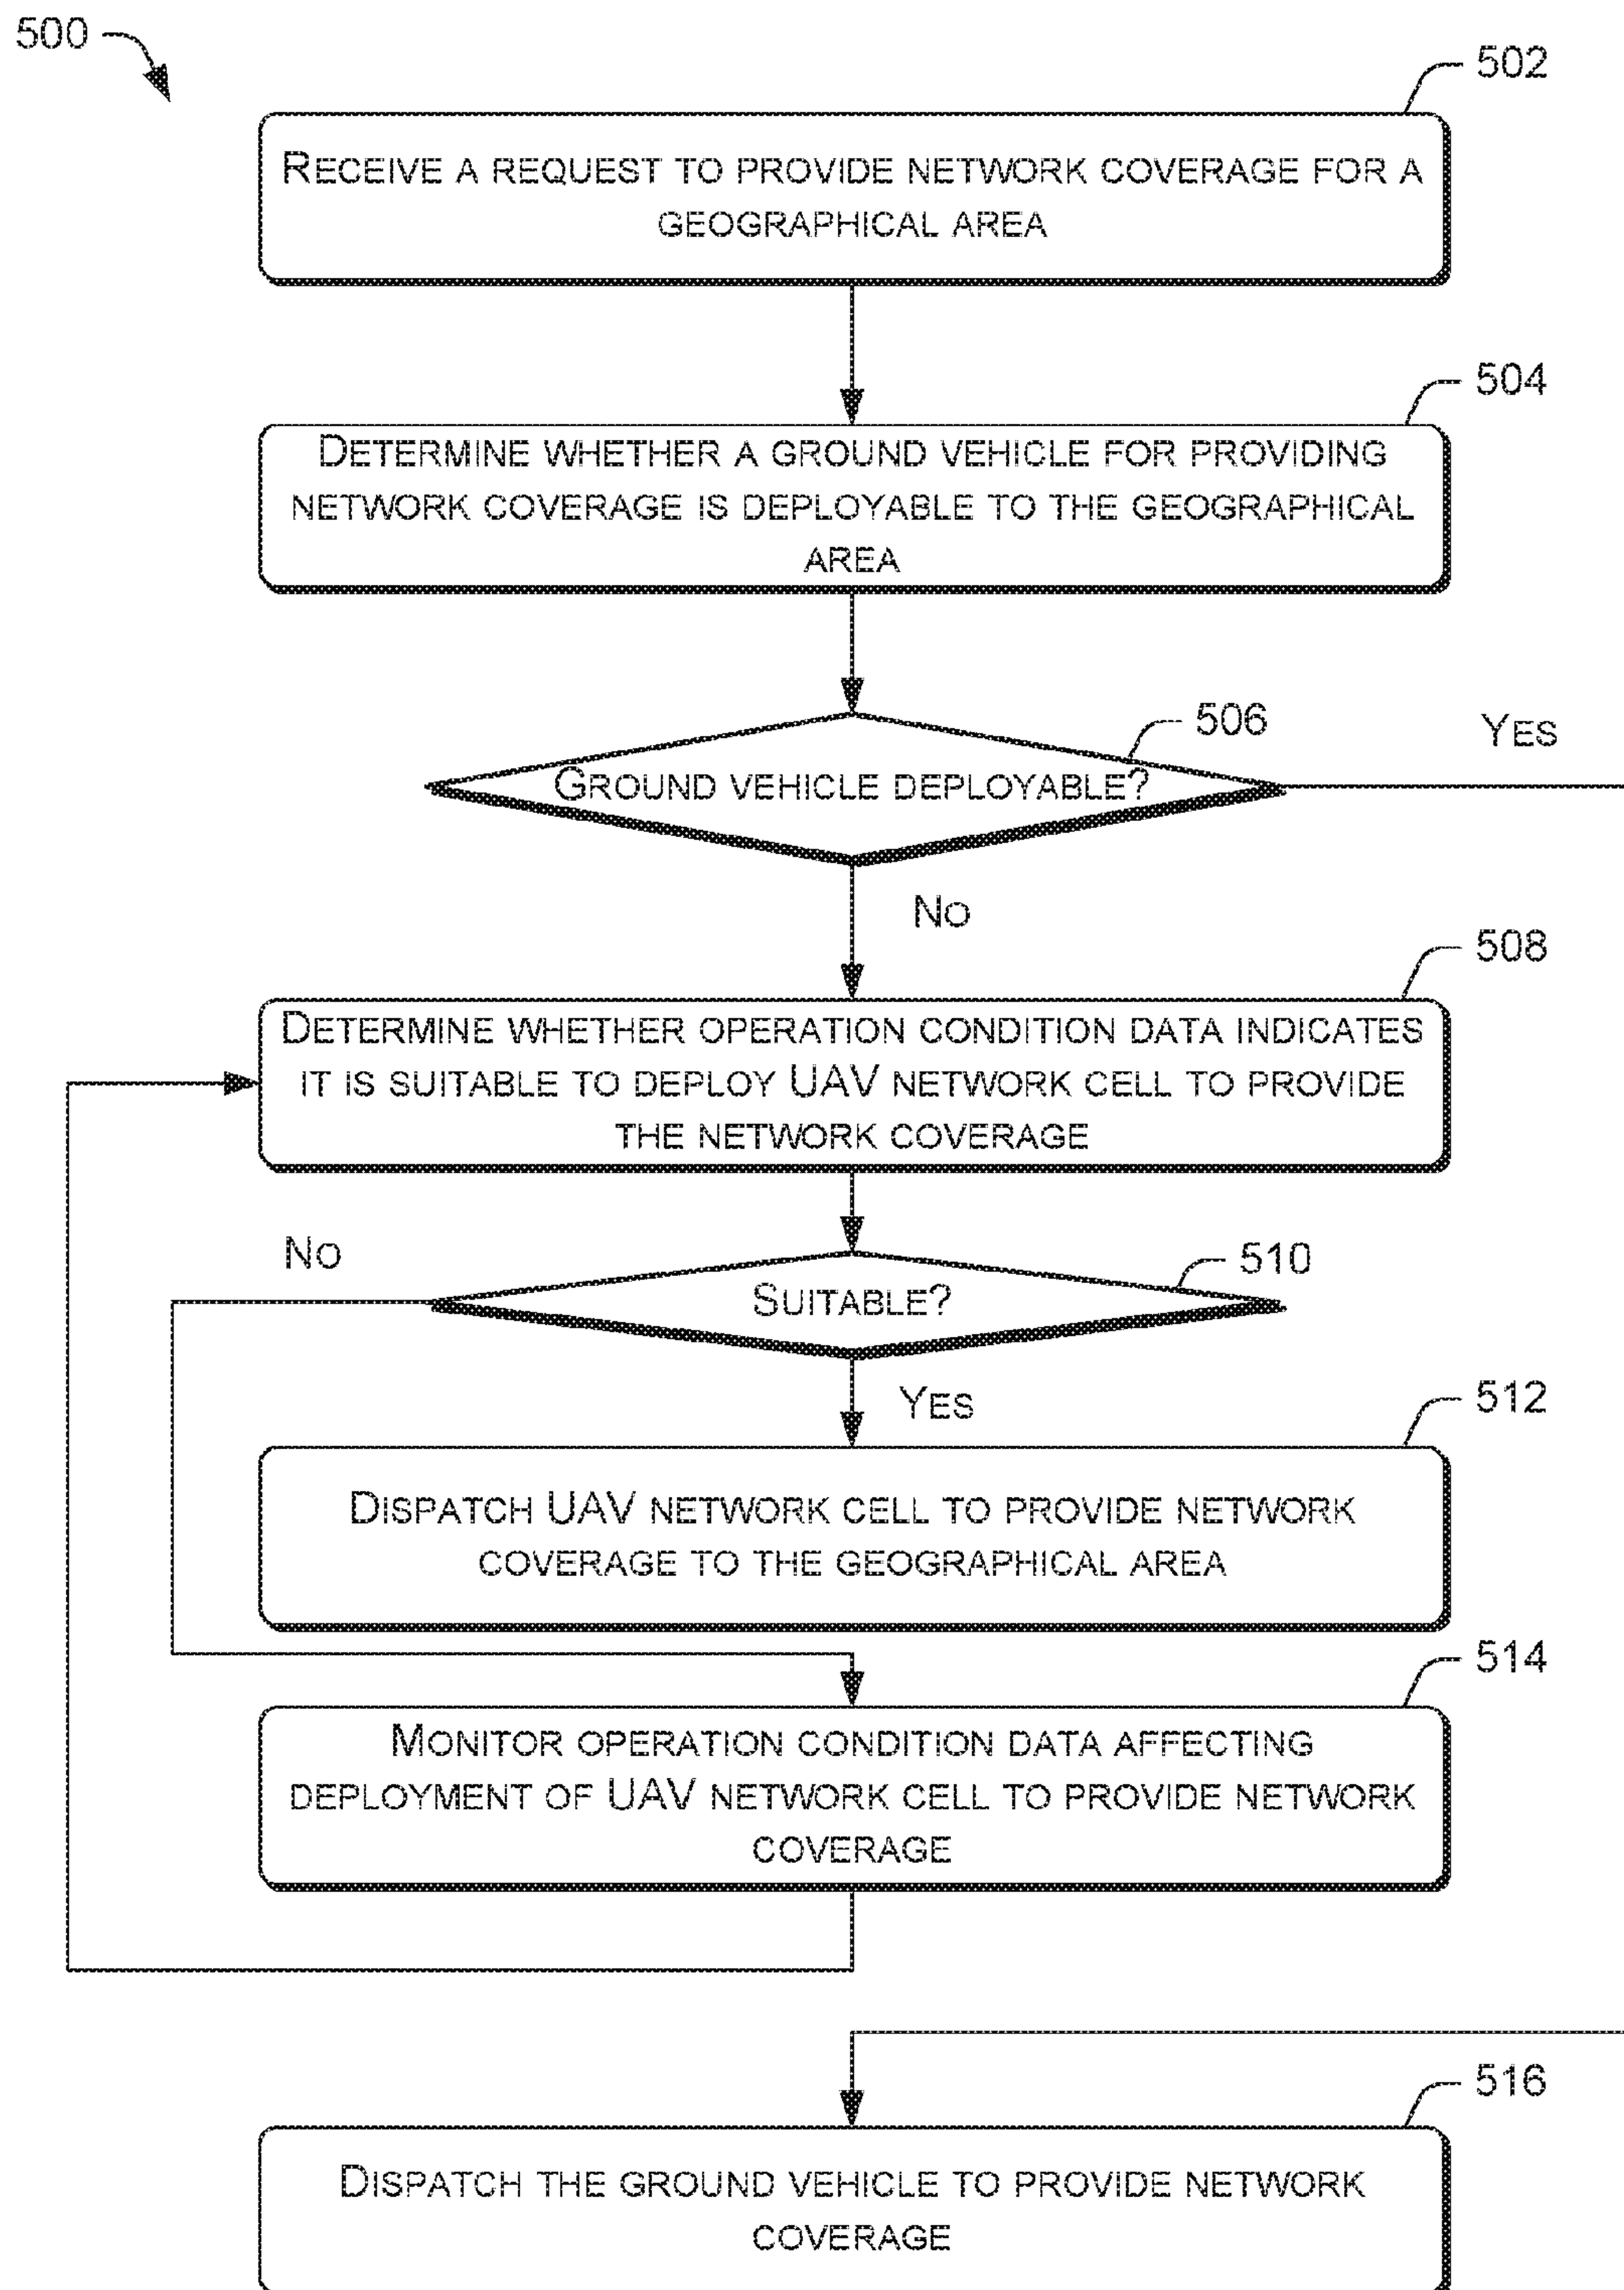 500
502
RECEIVE A REQUEST TO PROVIDE NETWORK COVERAGE FOR A
GEOGRAPHICAL AREA
504
DETERMINE WHETHER A GROUND VEHICLE FOR PROVIDING
NETWORK COVERAGE IS DEPLOYABLE TO THE GEOGRAPHICAL
AREA
506
YES
GROUND VEHICLE DEPLOYABLE?
NO
508
DETERMINE WHETHER OPERATION CONDITION DATA INDICATES
IT IS SUITABLE TO DEPLOY UAV NETWORK CELL TO PROVIDE
THE NETWORK COVERAGE
NO
510
SUITABLE?
YES
512
DISPATCH UAV NETWORK CELL TO PROVIDE NETWORK
COVERAGE TO THE GEOGRAPHICAL AREA
514
MONITOR OPERATION CONDITION DATA AFFECTING
DEPLOYMENT OF UAV NETWORK CELL TO PROVIDE NETWORK
COVERAGE
516
DISPATCH THE GROUND VEHICLE TO PROVIDE NETWORK
COVERAGE